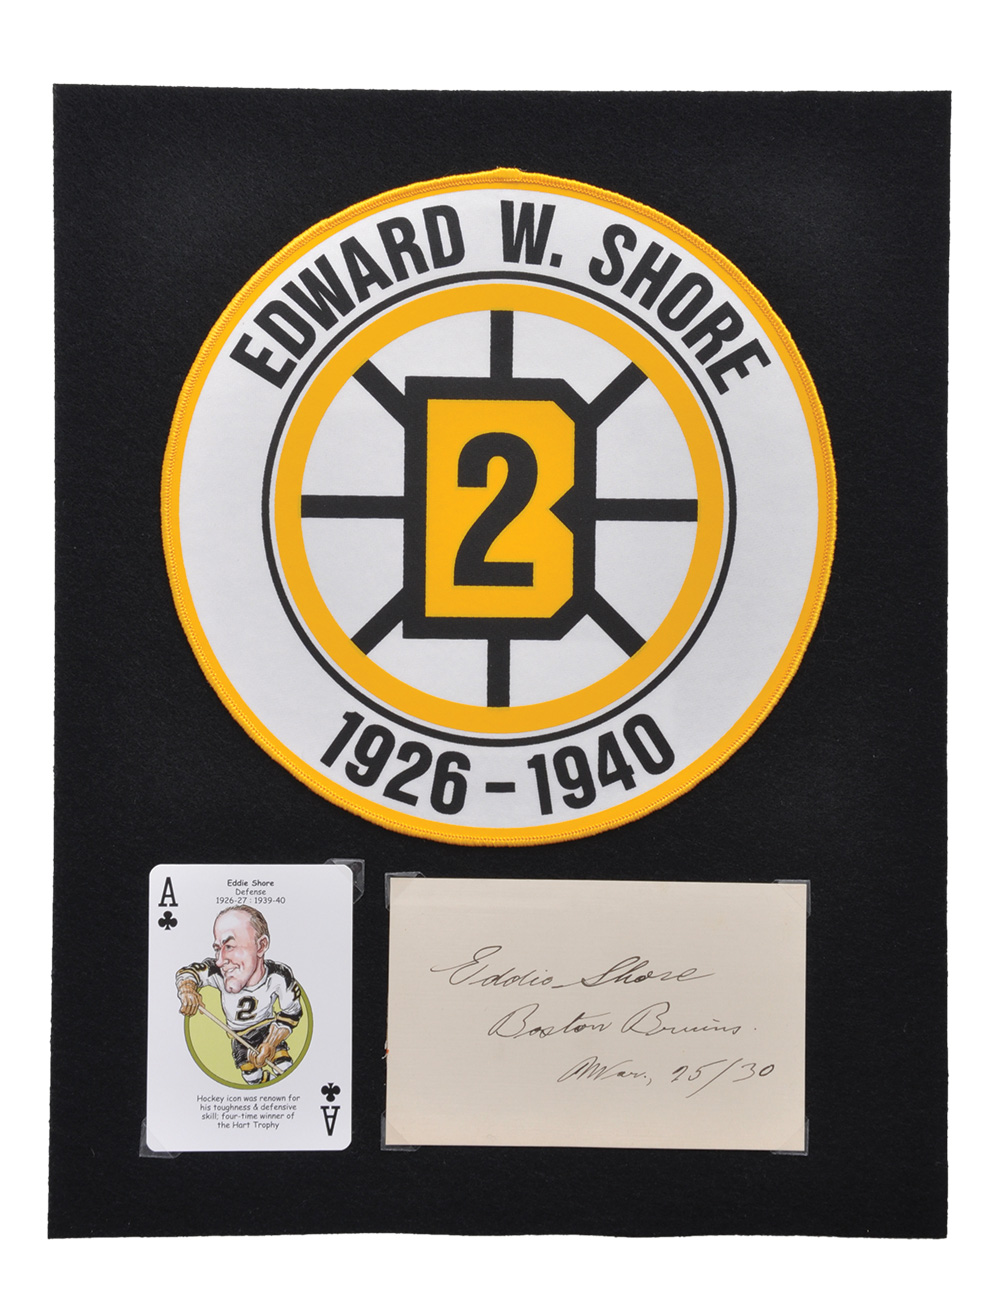 EDWARD W. SHORE
B
2
1926 - 1940
A
Eddie Shore
Defense
1926-27 : 1939-40
2
Hockey icon was renown for
his toughness & defensive
skill; four-time winner of
the Hart Trophy
A
Eddie Shore
Boston Bruins.
Mar., 25/30